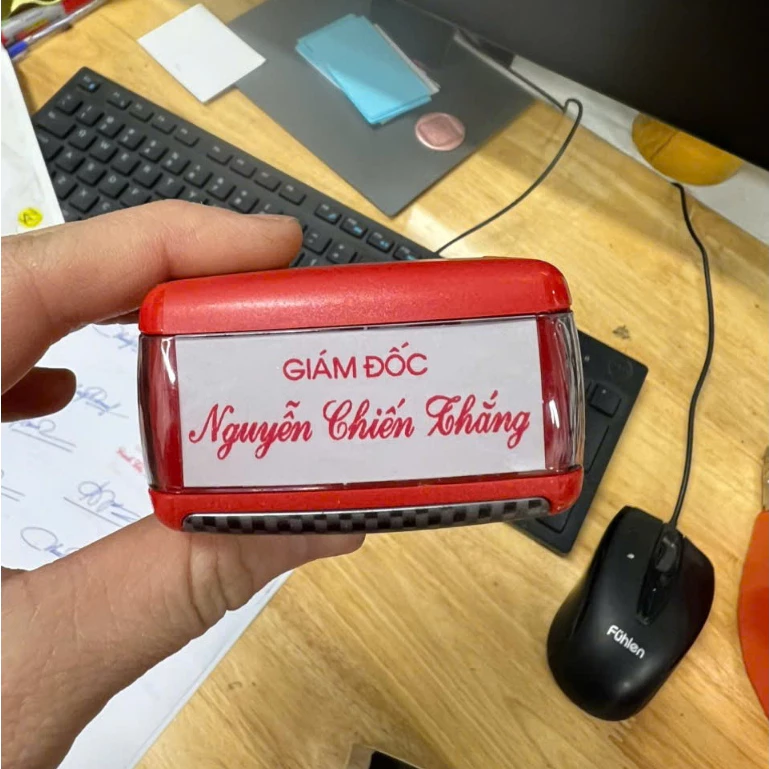 GIÁM ĐỐC
Nguyễn Chiến Thắng
Fühlen